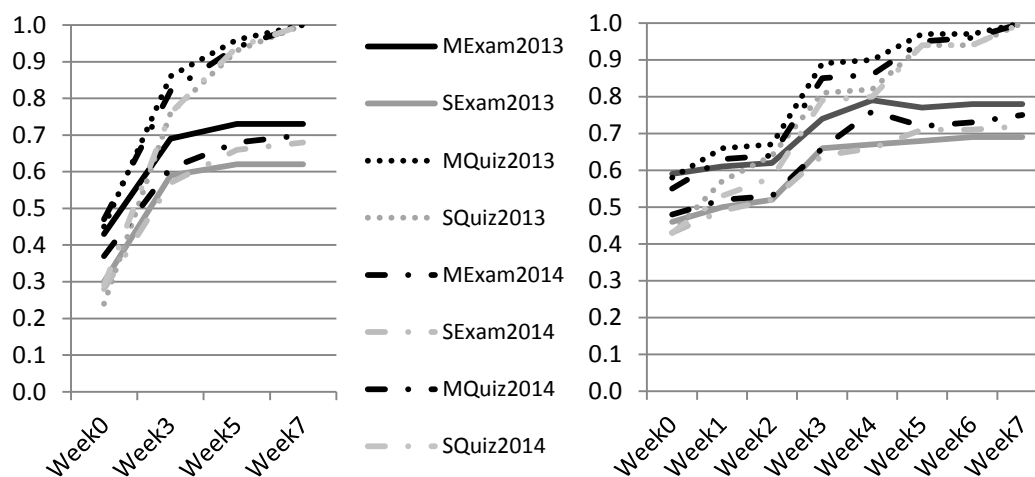 1.0
0.9
0.8
0.7
0.6
0.5
0.4
0.3
0.2
0.1
0.0
Week0
Week3
Week5
Week7
MExam2013
SExam2013
MQuiz2013
SQuiz2013
MExam2014
SExam2014
MQuiz2014
SQuiz2014
1.0
0.9
0.8
0.7
0.6
0.5
0.4
0.3
0.2
0.1
0.0
Week0
Week1
Week2
Week3
Week4
Week5
Week6
Week7